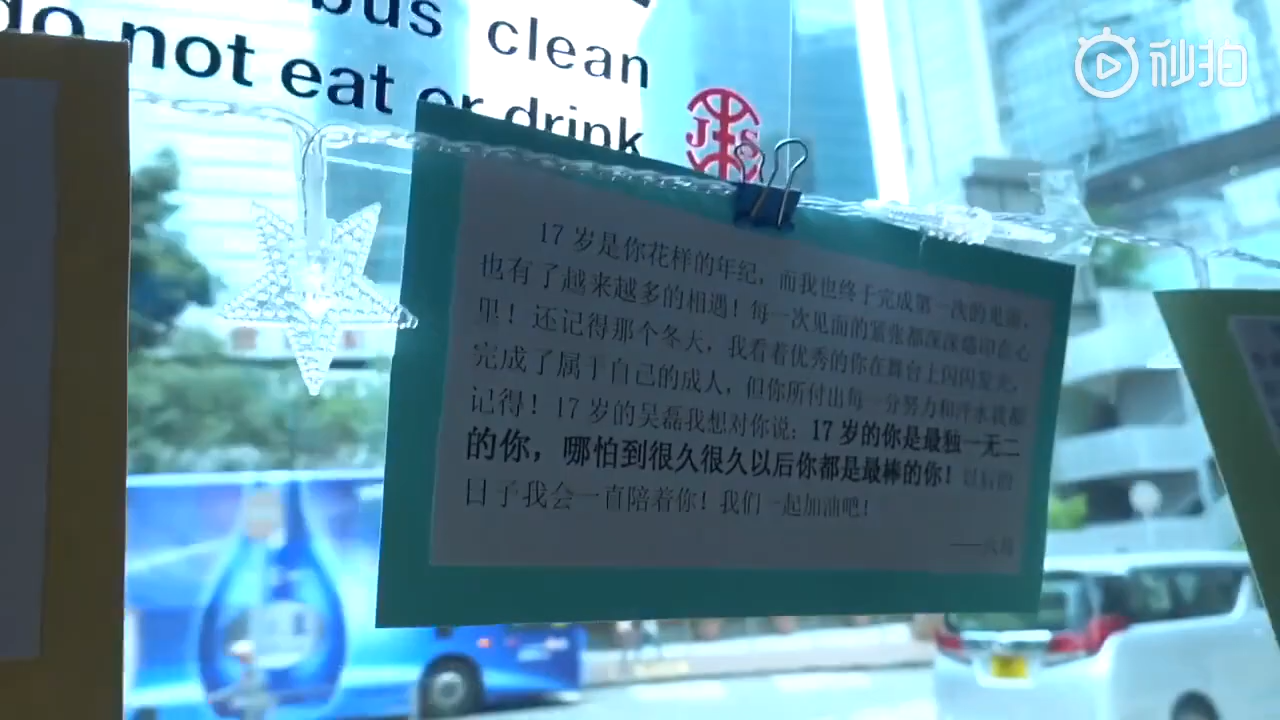 bus clean
do not eat or drink
JS
秒拍
17 岁是你花样的年纪，而我也终于完成第一次的见面，
也有了越来越多的相遇！每一次见面的紧张都深深烙印在心
里！还记得那个冬天，我看着优秀的你在舞台上闪闪发光，
完成了属于自己的成人，但你所付出每一分努力和汗水我都
记得！17 岁的吴磊我想对你说：17 岁的你是最独一无二
的你，哪怕到很久很久以后你都是最棒的你！以后的
日子我会一直陪着你！我们一起加油吧！